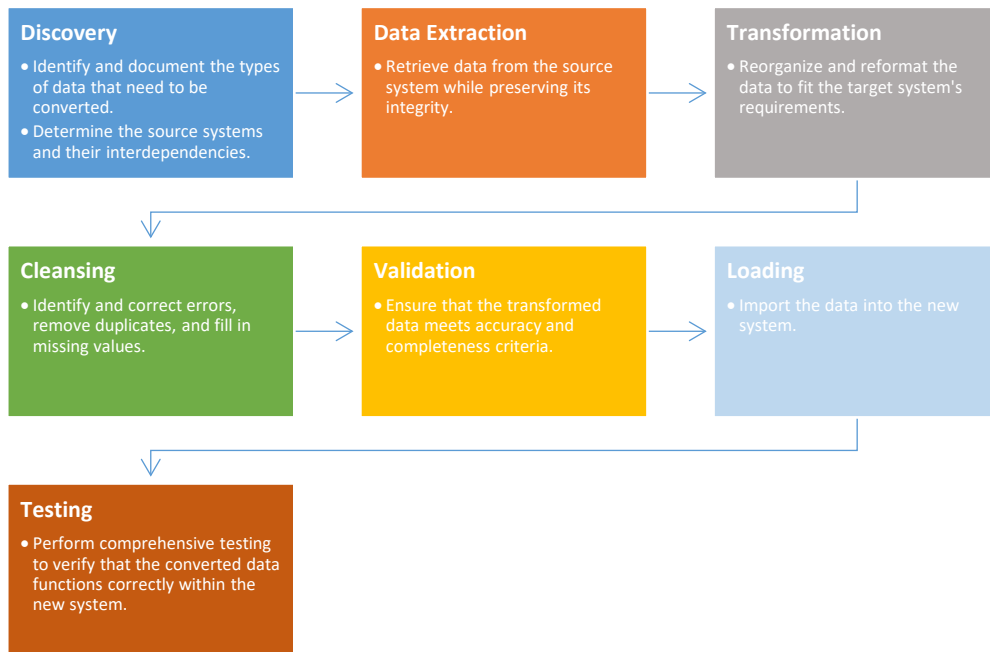 Discovery
• Identify and document the types
of data that need to be
converted.
• Determine the source systems
and their interdependencies.
Data Extraction
• Retrieve data from the source
system while preserving its
integrity.
Transformation
• Reorganize and reformat the
data to fit the target system's
requirements.
Cleansing
• Identify and correct errors,
remove duplicates, and fill in
missing values.
Validation
• Ensure that the transformed
data meets accuracy and
completeness criteria.
Loading
• Import the data into the new
system.
Testing
• Perform comprehensive testing
to verify that the converted data
functions correctly within the
new system.